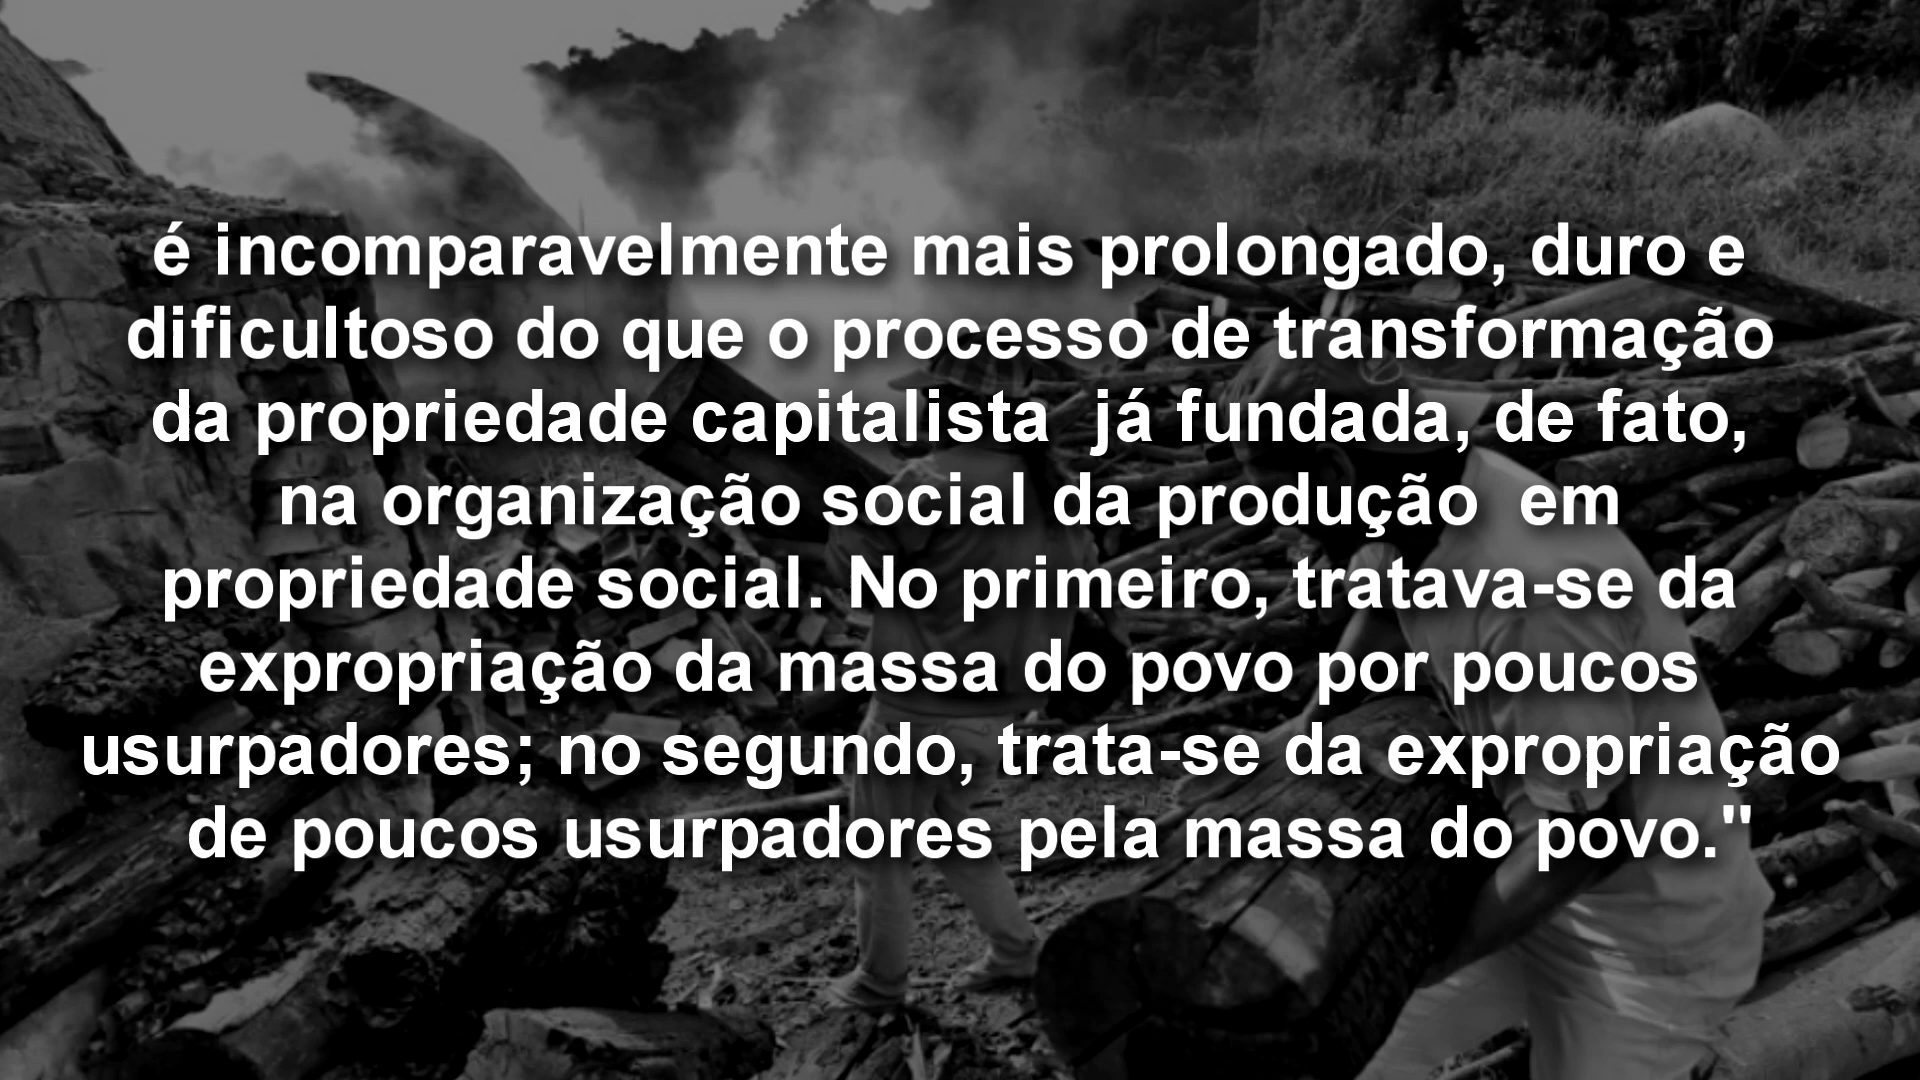 é incomparavelmente mais prolongado, duro e
dificultoso do que o processo de transformação
da propriedade capitalista  já fundada, de fato,
na organização social da produção  em
propriedade social. No primeiro, tratava-se da
expropriação da massa do povo por poucos
usurpadores; no segundo, trata-se da expropriação
de poucos usurpadores pela massa do povo."